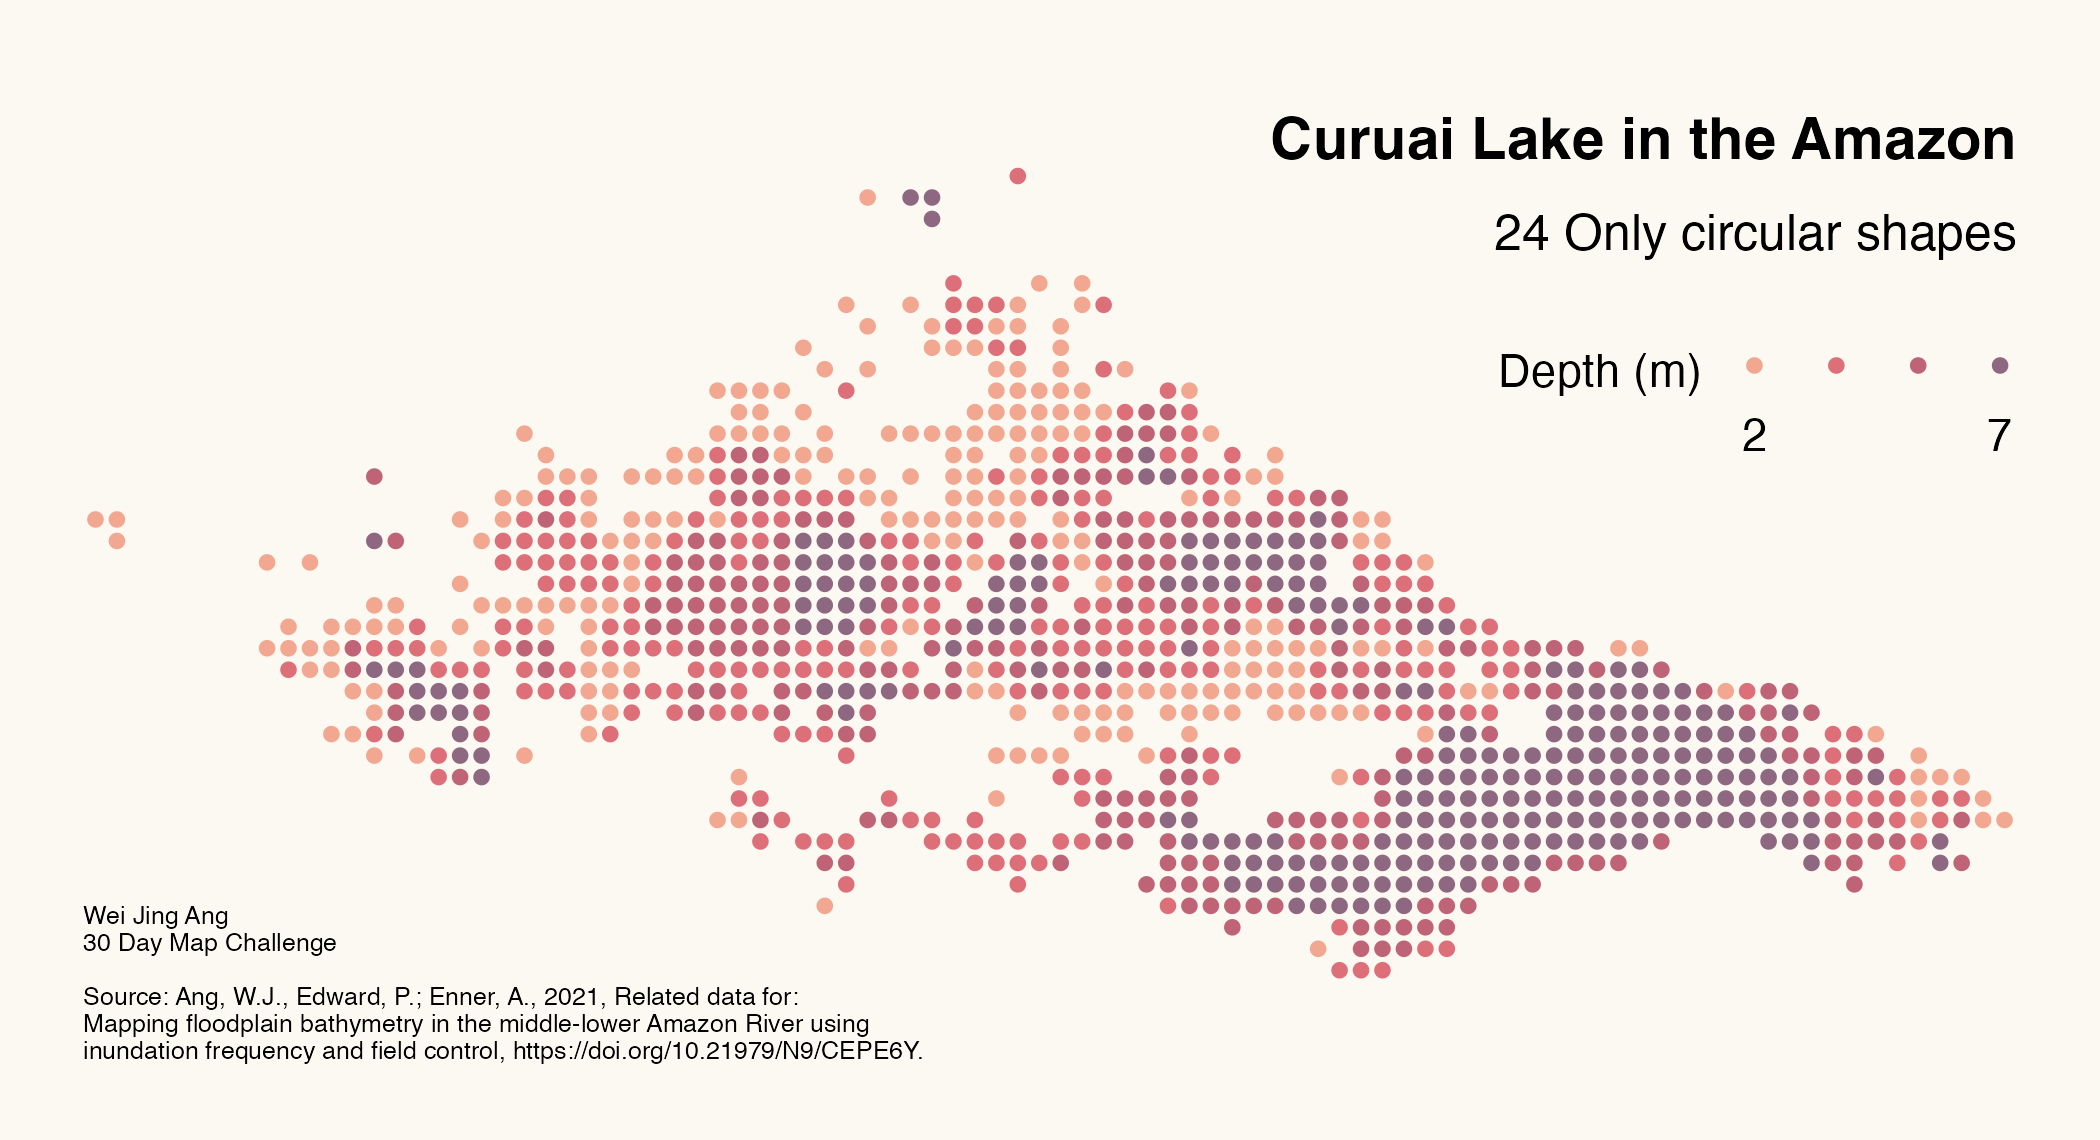 Curuai Lake in the Amazon
24 Only circular shapes
Depth (m)
2 7
Wei Jing Ang
30 Day Map Challenge
Source: Ang, W.J., Edward, P.; Enner, A., 2021, Related data for:
Mapping floodplain bathymetry in the middle-lower Amazon River using
inundation frequency and field control, https://doi.org/10.21979/N9/CEPE6Y.